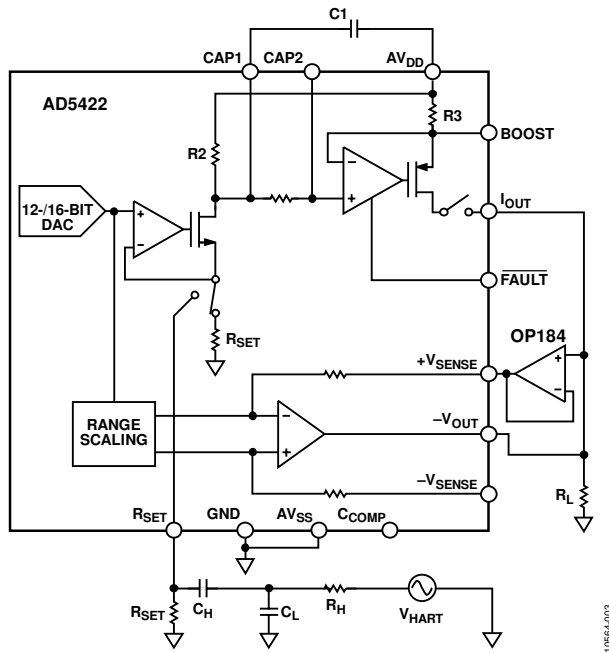 C1
CAP1 CAP2 AVDD
AD5422
R3
BOOST
R2
12-/16-BIT
DAC
IOUT
FAULT
RSET
OP184
+VSENSE
RANGE
SCALING
−VOUT
−VSENSE
RL
RSET GND AVSS CCOMP
RSET CH CL RH VHART
10564-003